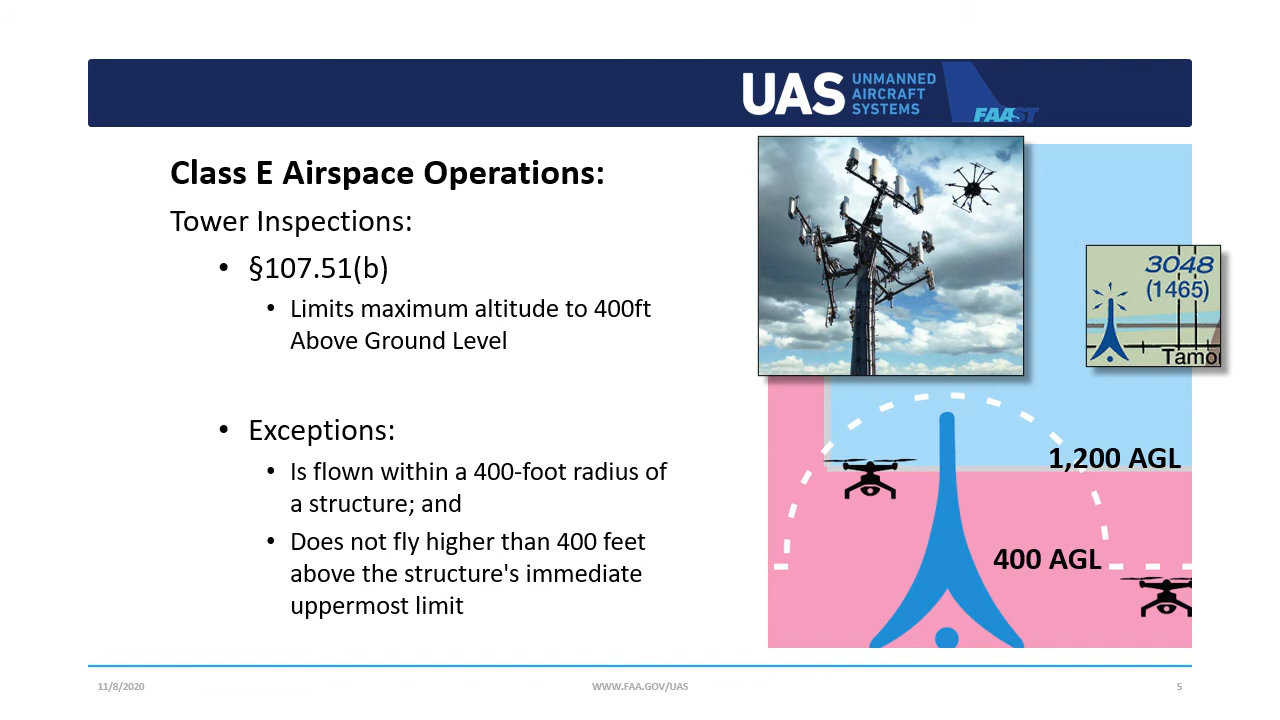 UAS UNMANNED
AIRCRAFT
SYSTEMS
FAAST
Class E Airspace Operations:
Tower Inspections:
• §107.51(b)
• Limits maximum altitude to 400ft
Above Ground Level
• Exceptions:
• Is flown within a 400-foot radius of
a structure; and
• Does not fly higher than 400 feet
above the structure's immediate
uppermost limit
3048
(1465)
Tamo
1,200 AGL
400 AGL
11/8/2020
WWW.FAA.GOV/UAS
5